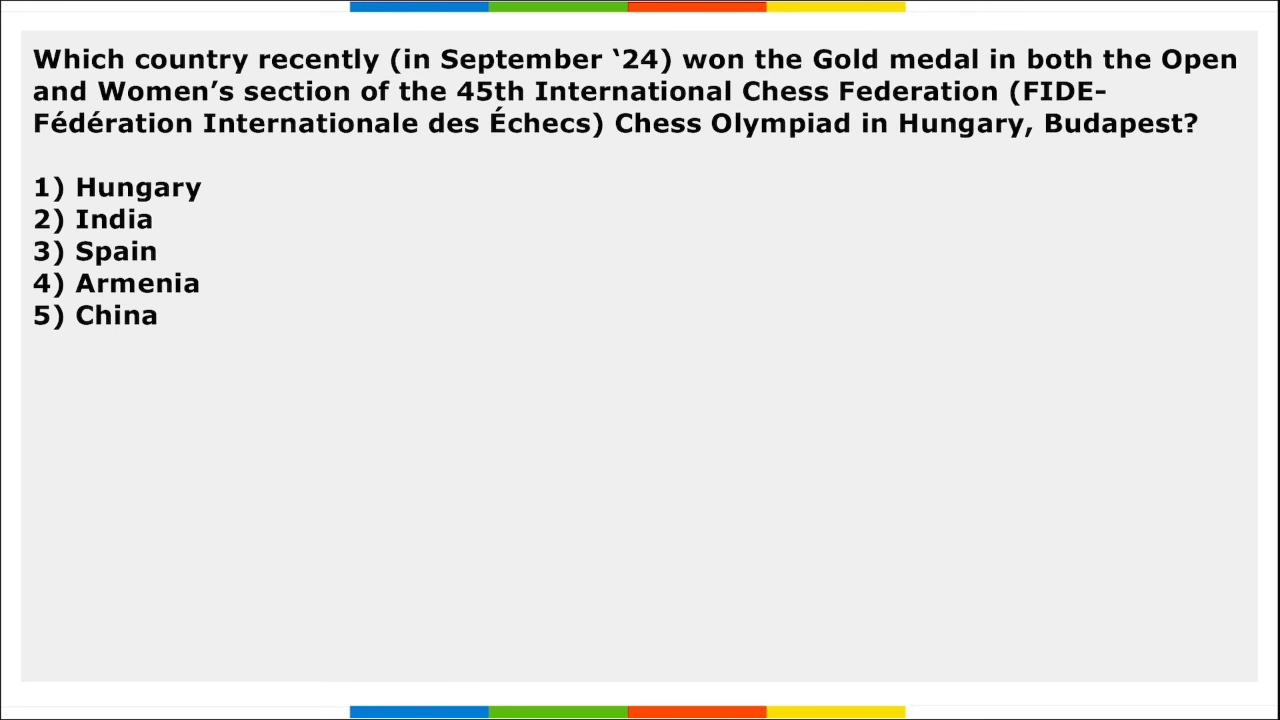 Which country recently (in September ‘24) won the Gold medal in both the Open
and Women’s section of the 45th International Chess Federation (FIDE-
Fédération Internationale des Échecs) Chess Olympiad in Hungary, Budapest?
1) Hungary
2) India
3) Spain
4) Armenia
5) China